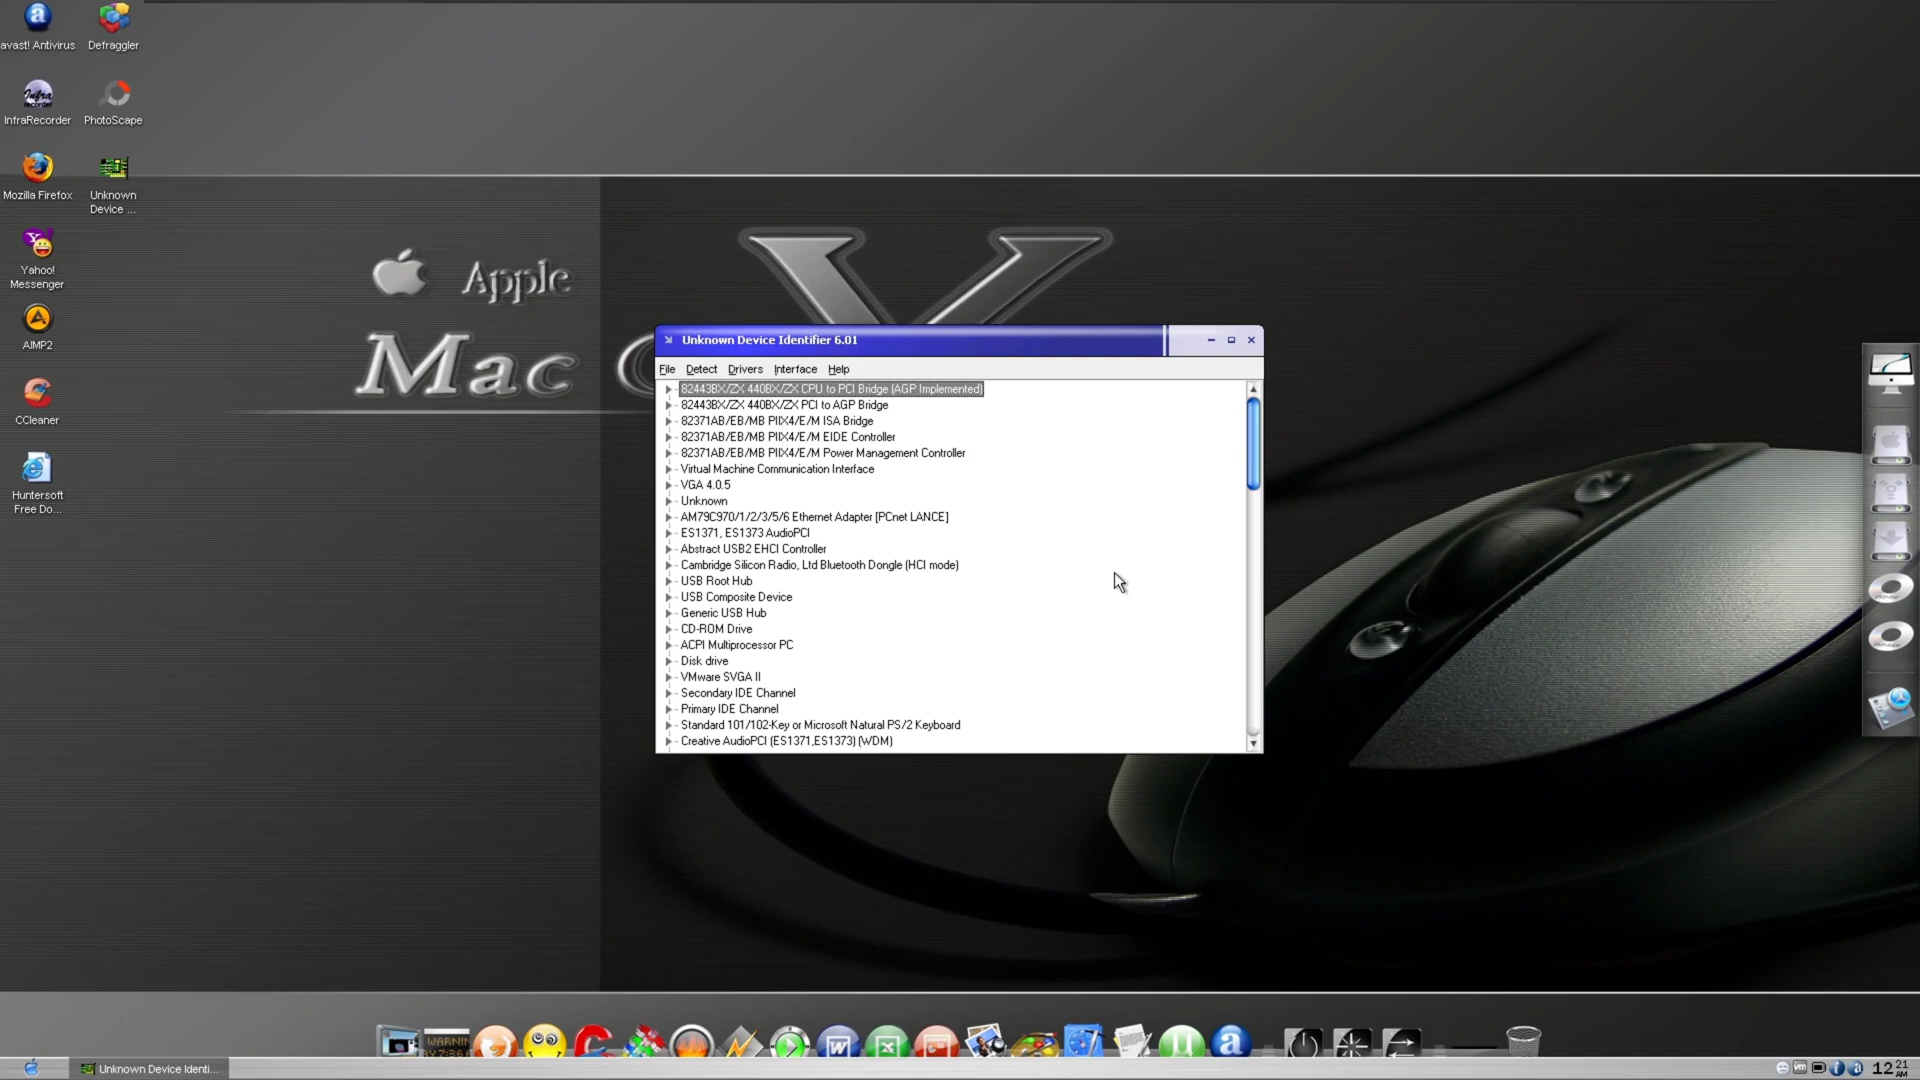 avast! Antivirus
Defraggler
InfraRecorder
PhotoScape
Mozilla Firefox
Unknown
Device ...
Yahoo!
Messenger
AIMP2
CCleaner
Huntersoft
Free Do...
Apple
Mac
Unknown Device Identifier 6.01
File Detect Drivers Interface Help
82443BX/ZX 440BX/ZX CPU to PCI Bridge (AGP Implemented)
82443BX/ZX 440BX/ZX PCI to AGP Bridge
82371AB/EB/MB PIIX4/E/M ISA Bridge
82371AB/EB/MB PIIX4/E/M EIDE Controller
82371AB/EB/MB PIIX4/E/M Power Management Controller
Virtual Machine Communication Interface
VGA 4.0.5
Unknown
AM79C970/1/2/3/5/6 Ethernet Adapter [PCnet LANCE]
ES1371, ES1373 AudioPCI
Abstract USB2 EHCI Controller
Cambridge Silicon Radio, Ltd Bluetooth Dongle (HCI mode)
USB Root Hub
USB Composite Device
Generic USB Hub
CD-ROM Drive
ACPI Multiprocessor PC
Disk drive
VMware SVGA II
Secondary IDE Channel
Primary IDE Channel
Standard 101/102-Key or Microsoft Natural PS/2 Keyboard
Creative AudioPCI (ES1371,ES1373) (WDM)
Unknown Device Identi...
12 21 AM